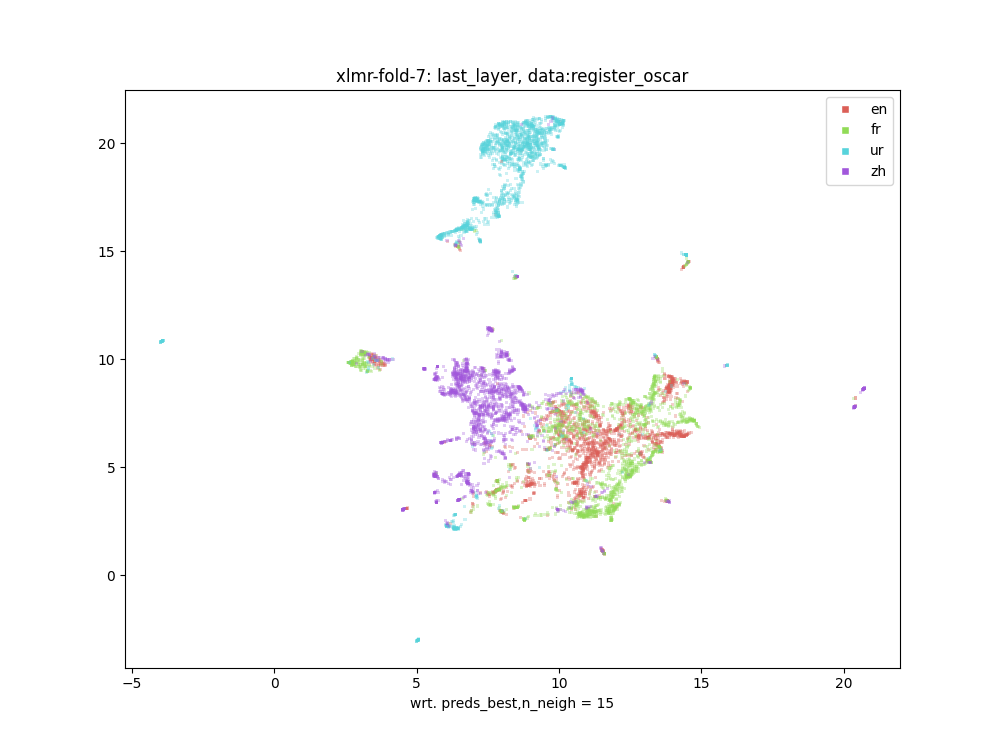 xlmr-fold-7: last_layer, data:register_oscar
en
fr
ur
zh
20
15
10
5
0
−5
0
5
10
15
20
wrt. preds_best,n_neigh = 15